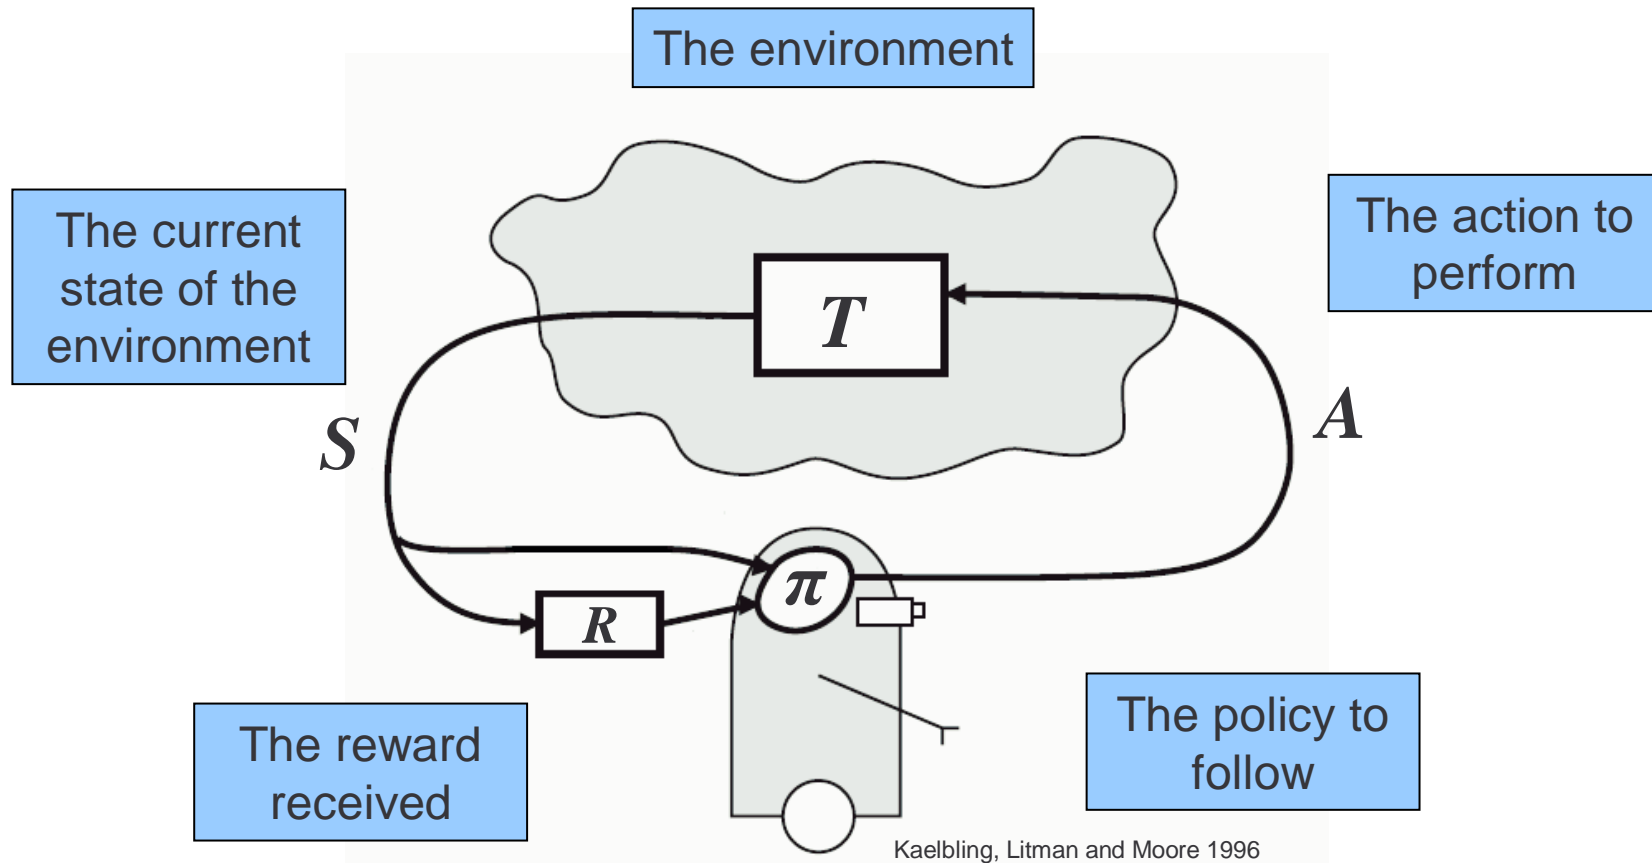 The environment
The current
state of the
environment
The action to
perform
T
S
A
π
R
The reward
received
The policy to
follow
Kaelbling, Litman and Moore 1996